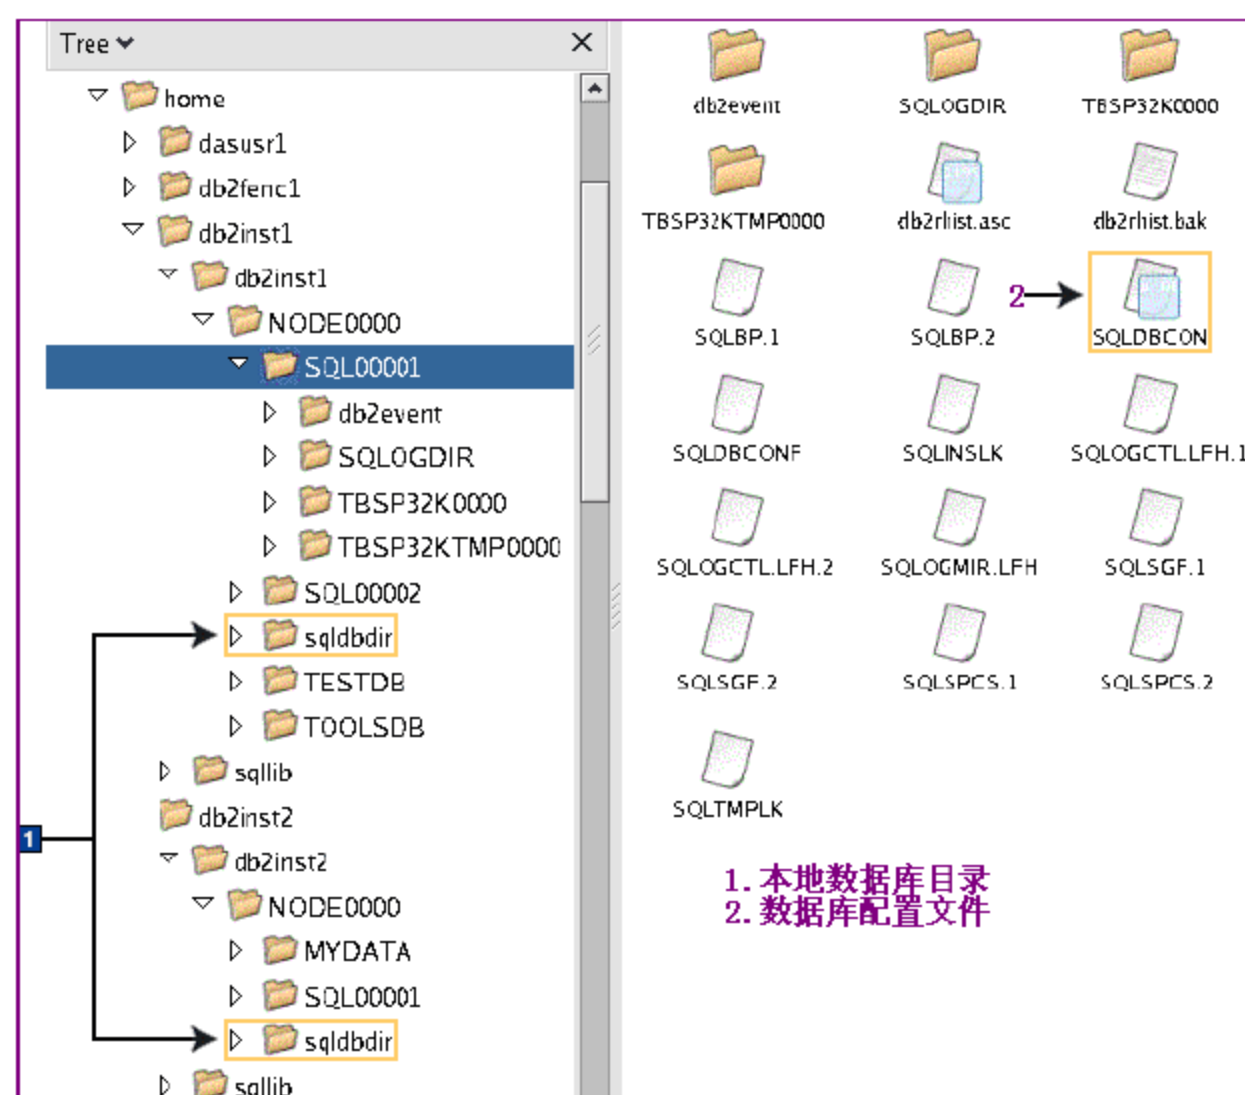 Tree
home
dasusr1
db2fenc1
db2inst1
db2inst1
NODE0000
SQL00001
db2event
SQLOGDIR
TBSP32K0000
TBSP32KTMP0000
SQL00002
sqldbdir
TESTDB
TOOLSDB
sqllib
db2inst2
db2inst2
NODE0000
MYDATA
SQL00001
sqldbdir
sqllib
1
db2event SQLOGDIR TBSP32K0000
TBSP32KTMP0000 db2rhist.asc db2rhist.bak
2
SQLBP.1 SQLBP.2 SQLDBCON
SQLDBCONF SQLINSLK SQLOGCTL.LFH.1
SQLOGCTL.LFH.2 SQLOGMIR.LFH SQLSGF.1
SQLSGF.2 SQLSPCS.1 SQLSPCS.2
SQLTMPLK
1.本地数据库目录
2.数据库配置文件